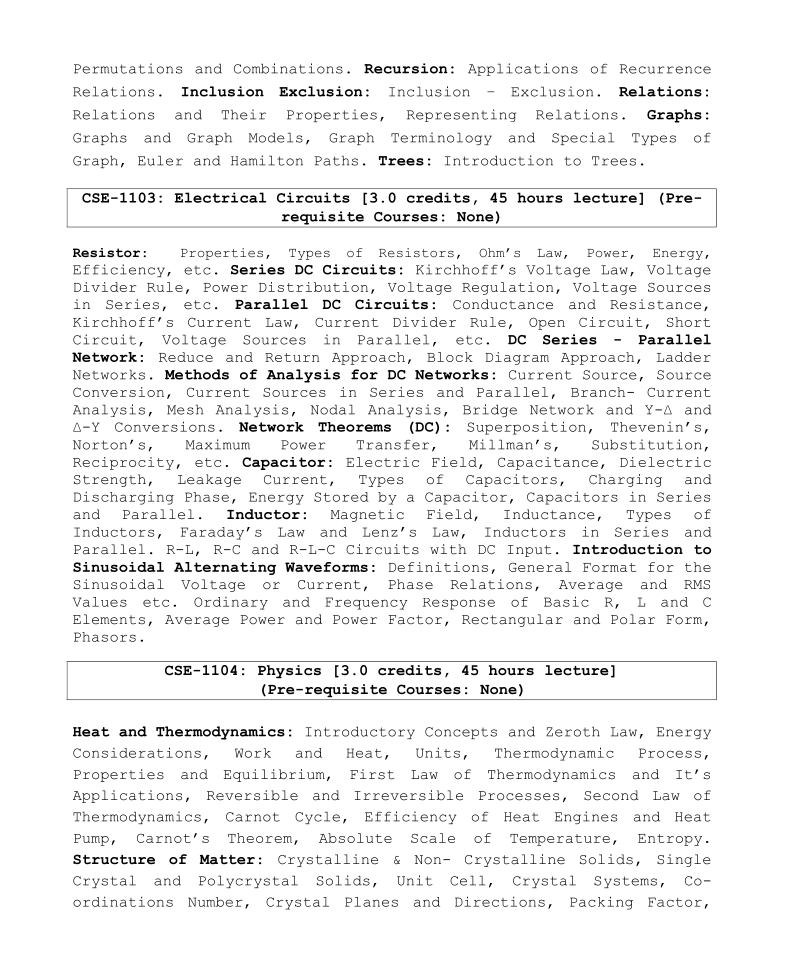 Permutations and Combinations. Recursion: Applications of Recurrence
Relations. Inclusion Exclusion: Inclusion – Exclusion. Relations:
Relations and Their Properties, Representing Relations. Graphs:
Graphs and Graph Models, Graph Terminology and Special Types of
Graph, Euler and Hamilton Paths. Trees: Introduction to Trees.
CSE-1103: Electrical Circuits [3.0 credits, 45 hours lecture] (Pre-
requisite Courses: None)
Resistor: Properties, Types of Resistors, Ohm’s Law, Power, Energy,
Efficiency, etc. Series DC Circuits: Kirchhoff’s Voltage Law, Voltage
Divider Rule, Power Distribution, Voltage Regulation, Voltage Sources
in Series, etc. Parallel DC Circuits: Conductance and Resistance,
Kirchhoff’s Current Law, Current Divider Rule, Open Circuit, Short
Circuit, Voltage Sources in Parallel, etc. DC Series - Parallel
Network: Reduce and Return Approach, Block Diagram Approach, Ladder
Networks. Methods of Analysis for DC Networks: Current Source, Source
Conversion, Current Sources in Series and Parallel, Branch- Current
Analysis, Mesh Analysis, Nodal Analysis, Bridge Network and Y-Δ and
Δ-Y Conversions. Network Theorems (DC): Superposition, Thevenin’s,
Norton’s, Maximum Power Transfer, Millman’s, Substitution,
Reciprocity, etc. Capacitor: Electric Field, Capacitance, Dielectric
Strength, Leakage Current, Types of Capacitors, Charging and
Discharging Phase, Energy Stored by a Capacitor, Capacitors in Series
and Parallel. Inductor: Magnetic Field, Inductance, Types of
Inductors, Faraday’s Law and Lenz’s Law, Inductors in Series and
Parallel. R-L, R-C and R-L-C Circuits with DC Input. Introduction to
Sinusoidal Alternating Waveforms: Definitions, General Format for the
Sinusoidal Voltage or Current, Phase Relations, Average and RMS
Values etc. Ordinary and Frequency Response of Basic R, L and C
Elements, Average Power and Power Factor, Rectangular and Polar Form,
Phasors.
CSE-1104: Physics [3.0 credits, 45 hours lecture]
(Pre-requisite Courses: None)
Heat and Thermodynamics: Introductory Concepts and Zeroth Law, Energy
Considerations, Work and Heat, Units, Thermodynamic Process,
Properties and Equilibrium, First Law of Thermodynamics and It’s
Applications, Reversible and Irreversible Processes, Second Law of
Thermodynamics, Carnot Cycle, Efficiency of Heat Engines and Heat
Pump, Carnot’s Theorem, Absolute Scale of Temperature, Entropy.
Structure of Matter: Crystalline & Non- Crystalline Solids, Single
Crystal and Polycrystal Solids, Unit Cell, Crystal Systems, Co-
ordinations Number, Crystal Planes and Directions, Packing Factor,